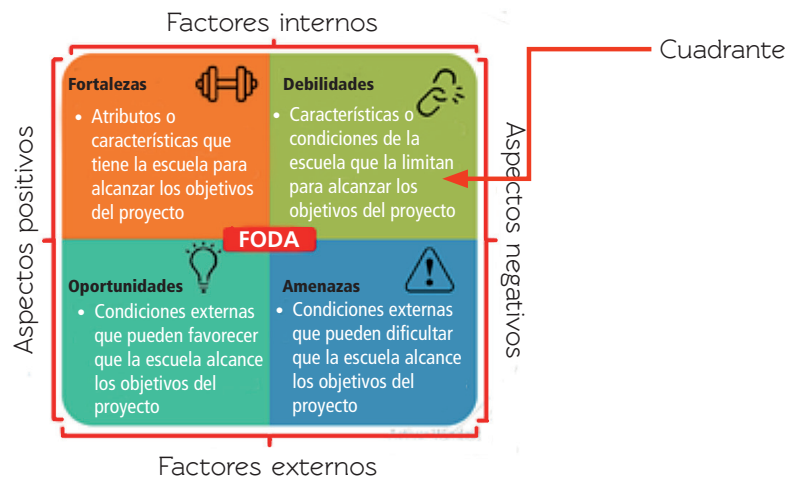 Factores internos
Cuadrante
Aspectos positivos
Fortalezas
• Atributos o
características que
tiene la escuela para
alcanzar los objetivos
del proyecto
Debilidades
• Características o
condiciones de la
escuela que la limitan
para alcanzar los
objetivos del proyecto
Aspectos negativos
FODA
Oportunidades
• Condiciones externas
que pueden favorecer
que la escuela alcance
los objetivos del
proyecto
Amenazas
• Condiciones externas
que pueden dificultar
que la escuela alcance
los objetivos del
proyecto
Factores externos